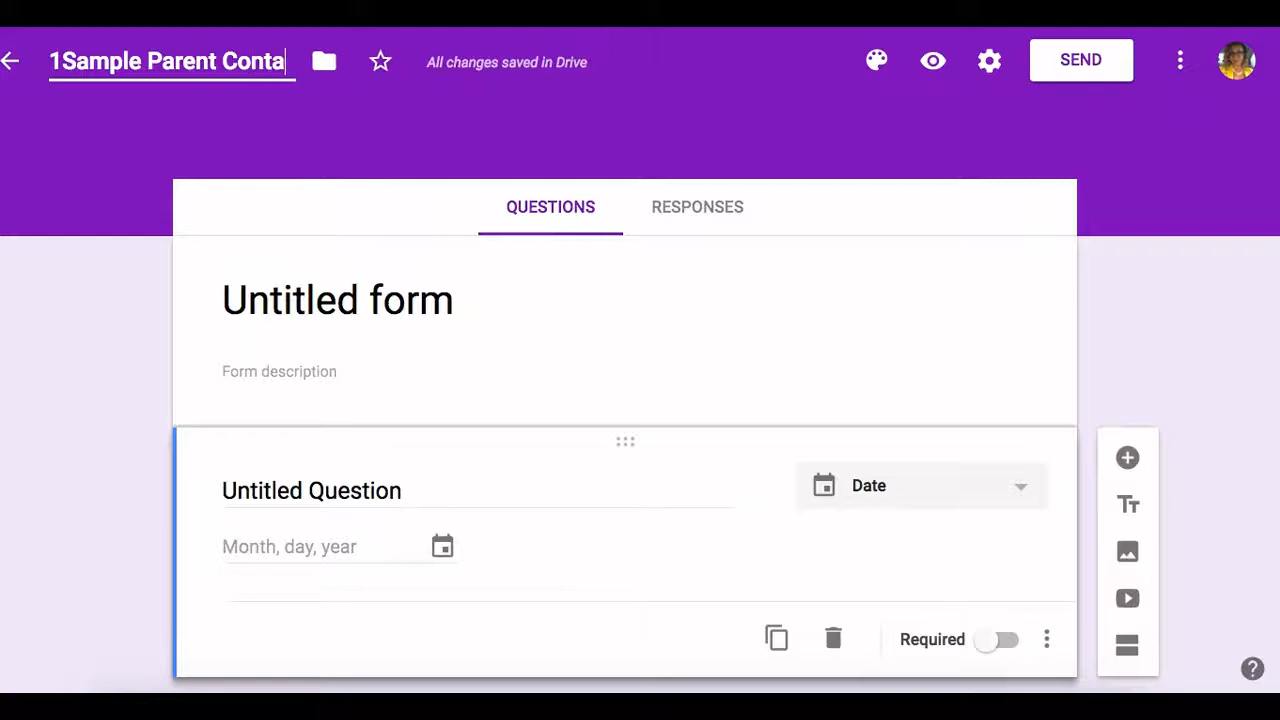 1Sample Parent Conta
All changes saved in Drive
SEND
QUESTIONS
RESPONSES
Untitled form
Form description
Untitled Question
Date
Month, day, year
Required